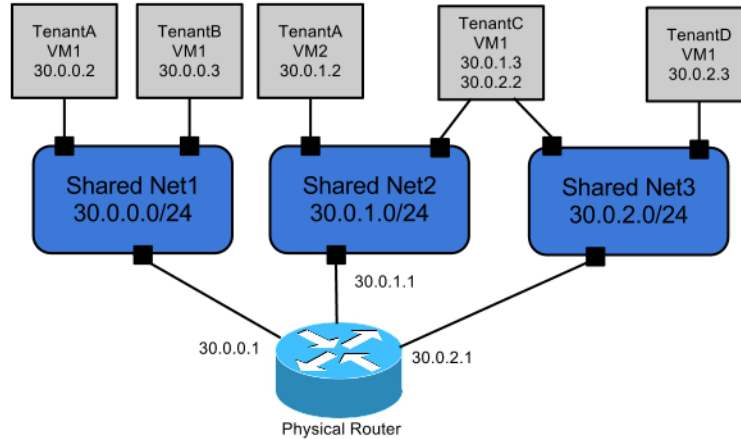 TenantA
VM1
30.0.0.2
TenantB
VM1
30.0.0.3
TenantA
VM2
30.0.1.2
TenantC
VM1
30.0.1.3
30.0.2.2
TenantD
VM1
30.0.2.3
Shared Net1
30.0.0.0/24
Shared Net2
30.0.1.0/24
Shared Net3
30.0.2.0/24
30.0.1.1
30.0.0.1
30.0.2.1
Physical Router